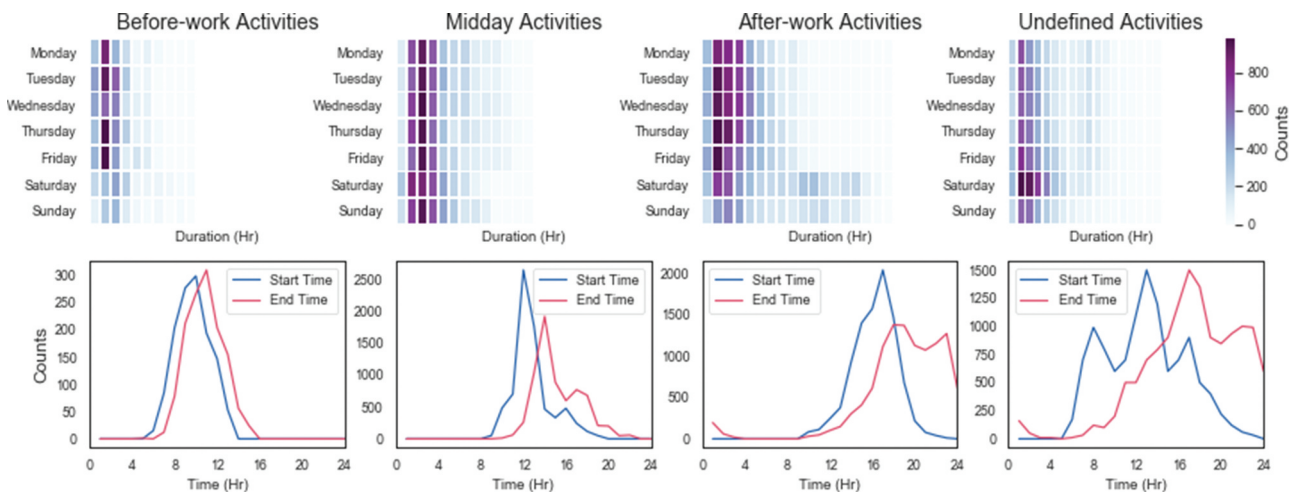 Before-work Activities
Midday Activities
After-work Activities
Undefined Activities
Monday
Tuesday
Wednesday
Thursday
Friday
Saturday
Sunday
Duration (Hr)
Monday
Tuesday
Wednesday
Thursday
Friday
Saturday
Sunday
Duration (Hr)
Monday
Tuesday
Wednesday
Thursday
Friday
Saturday
Sunday
Duration (Hr)
Monday
Tuesday
Wednesday
Thursday
Friday
Saturday
Sunday
Duration (Hr)
800
600
400
200
0
Counts
Counts
300
250
200
150
100
50
0
Start Time
End Time
0 4 8 12 16 20 24
Time (Hr)
2500
2000
1500
1000
500
0
Start Time
End Time
0 4 8 12 16 20 24
Time (Hr)
2000
1500
1000
500
0
Start Time
End Time
0 4 8 12 16 20 24
Time (Hr)
1500
1250
1000
750
500
250
0
Start Time
End Time
0 4 8 12 16 20 24
Time (Hr)